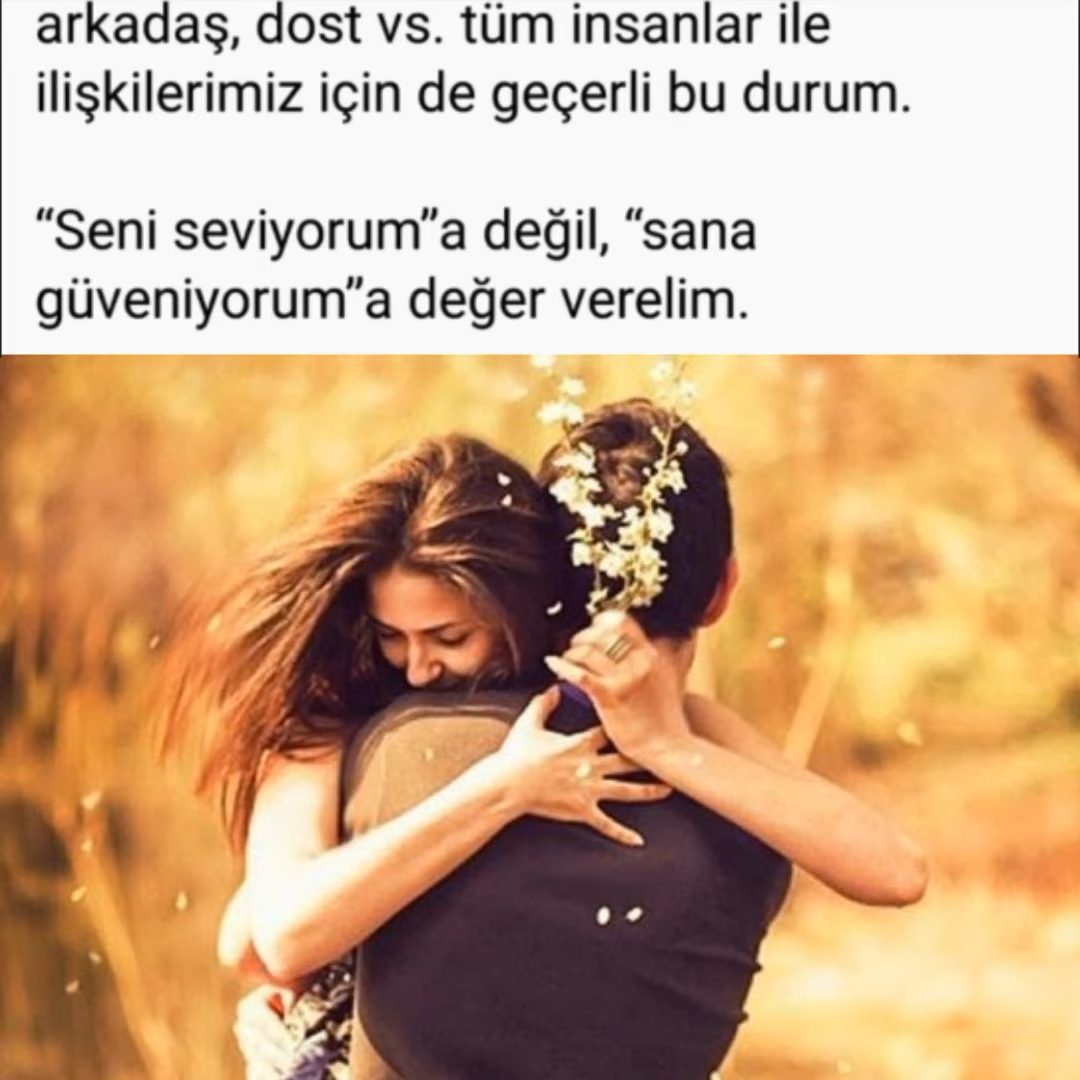 arkadaş, dost vs. tüm insanlar ile
ilişkilerimiz için de geçerli bu durum.
“Seni seviyorum”a değil, “sana
güveniyorum”a değer verelim.